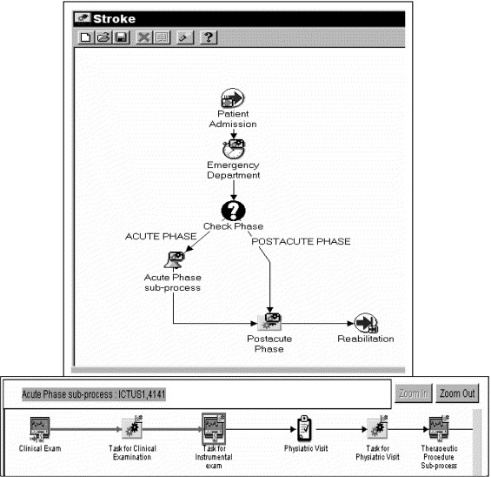 Stroke
?
Patient
Admission
Emergency
Department
?
Check Phase
ACUTE PHASE
POSTACUTE PHASE
Acute Phase
sub-process
Postacute
Phase
Reabilitation
Acute Phase sub-process : ICTUS1,4141
Zoom In
Zoom Out
Clinical Exam
Task for Clinical
Examination
Task for
Instrumental
exam
Physiatric Visit
Task for
Physiatric Visit
Therapeutic
Procedure
Sub-process